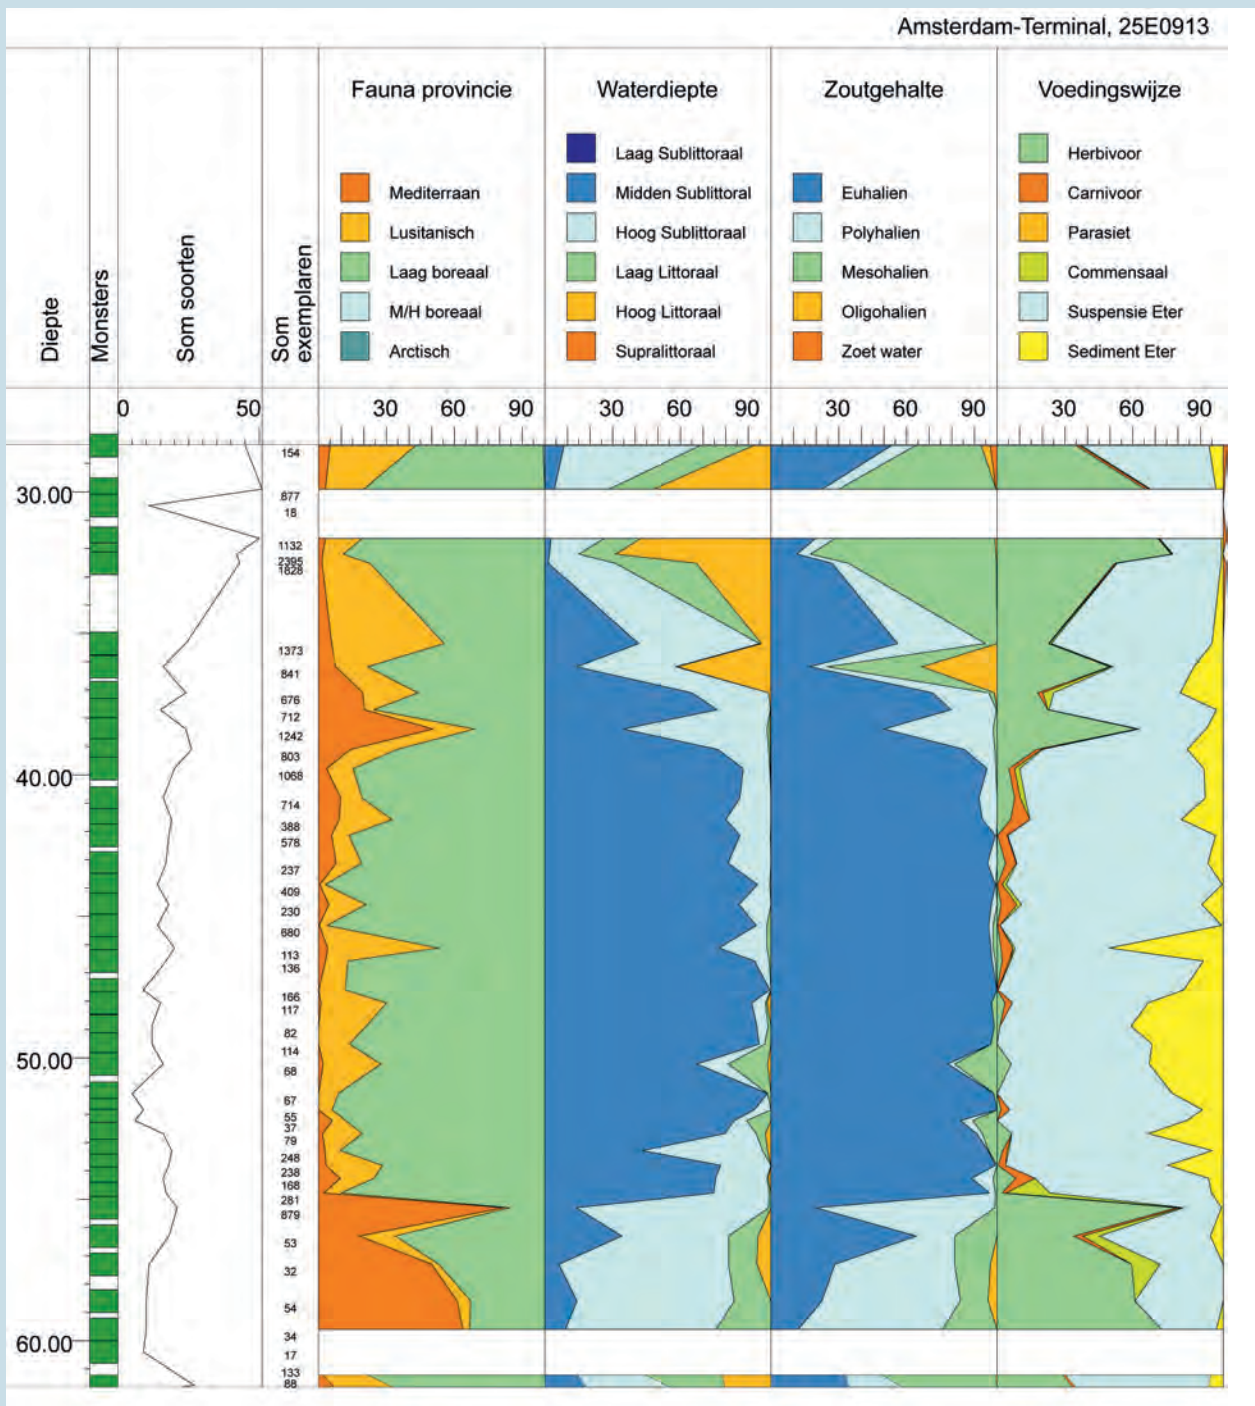 Amsterdam-Terminal, 25E0913
Diepte
Monsters
Som soorten
Som
exemplaren
Fauna provincie
Mediterraan
Lusitanisch
Laag boreaal
M/H boreaal
Arctisch
Waterdiepte
Laag Sublittoraal
Midden Sublittoral
Hoog Sublittoraal
Laag Littoraal
Hoog Littoraal
Supralittoraal
Zoutgehalte
Euhalien
Polyhalien
Mesohalien
Oligohalien
Zoet water
Voedingswijze
Herbivoor
Carnivoor
Parasiet
Commensaal
Suspensie Eter
Sediment Eter
0 50 30 60 90 30 60 90 30 60 90 30 60 90
30.00
40.00
50.00
60.00
154
877
18
1132
2395
1828
1373
841
676
712
1242
803
1068
714
388
578
237
409
230
680
113
136
166
117
82
114
68
67
55
37
79
248
238
168
281
879
53
32
54
34
17
133
88